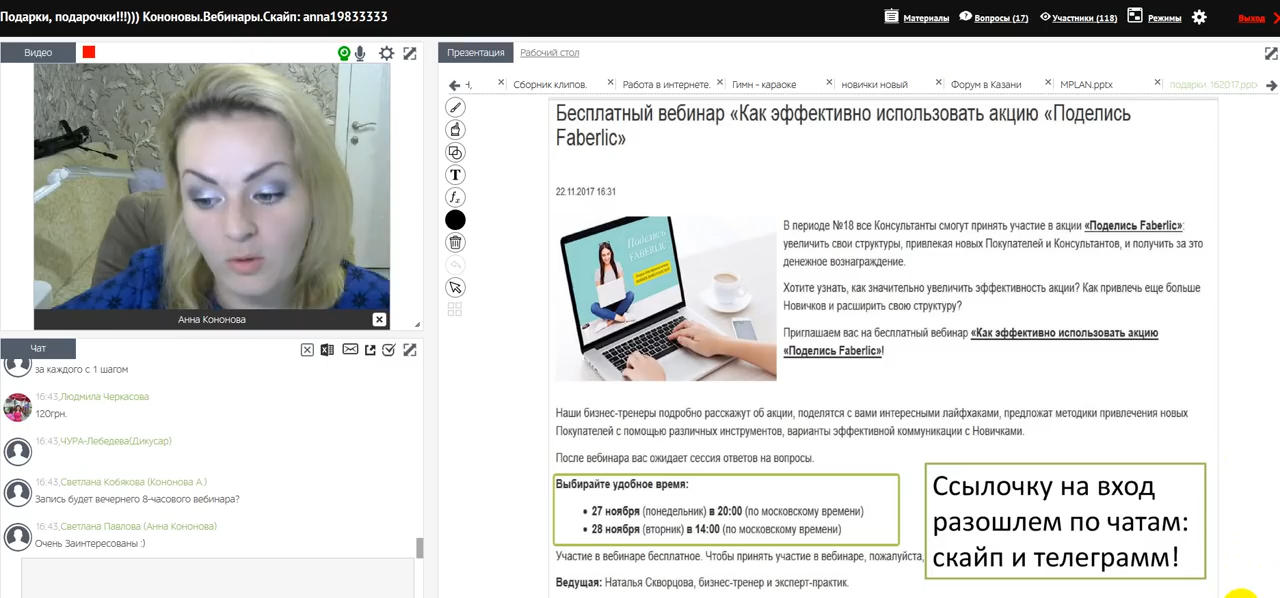 Подарки, подарочки!!!))) Кононовы.Вебинары.Скайп: anna19833333
Материалы
Вопросы (17)
Участники (118)
Режимы
Выход
Видео
Презентация
Рабочий стол
Сборник клипов.
Работа в интернете.
Гимн - караоке
новички новый
Форум в Казани
MPLAN.pptx
подарки 162017.pptx
Анна Кононова
Чат
за каждого с 1 шагом
16:43,Людмила Черкасова
120грн.
16:43,ЧУРА-Лебедева(Дикусар)
16:43,Светлана Кобякова (Кононова А.)
Запись будет вечернего 8-часового вебинара?
16:43,Светлана Павлова (Анна Кононова)
Очень Заинтересованы :)
Бесплатный вебинар «Как эффективно использовать акцию «Поделись
Faberlic»
22.11.2017 16:31
Поделись
FABERLIC
В периоде №18 все Консультанты смогут принять участие в акции «Поделись Faberlic»:
увеличить свои структуры, привлекая новых Покупателей и Консультантов, и получить за это
денежное вознаграждение.
Хотите узнать, как значительно увеличить эффективность акции? Как привлечь еще больше
Новичков и расширить свою структуру?
Приглашаем вас на бесплатный вебинар «Как эффективно использовать акцию
«Поделись Faberlic»!
Наши бизнес-тренеры подробно расскажут об акции, поделятся с вами интересными лайфхаками, предложат методики привлечения новых
Покупателей с помощью различных инструментов, варианты эффективной коммуникации с Новичками.
После вебинара вас ожидает сессия ответов на вопросы.
Выбирайте удобное время:
• 27 ноября (понедельник) в 20:00 (по московскому времени)
• 28 ноября (вторник) в 14:00 (по московскому времени)
Участие в вебинаре бесплатное. Чтобы принять участие в вебинаре, пожалуйста,
Ведущая: Наталья Скворцова, бизнес-тренер и эксперт-практик.
Ссылочку на вход
разошлем по чатам:
скайп и телеграмм!